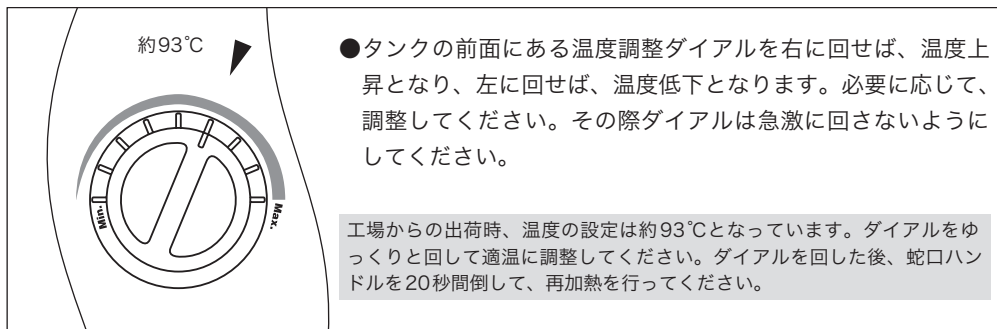 約93℃
Min.
Max.
●タンクの前面にある温度調整ダイアルを右に回せば、温度上
昇となり、左に回せば、温度低下となります。必要に応じて、
調整してください。その際ダイアルは急激に回さないように
してください。
工場からの出荷時、温度の設定は約93℃となっています。ダイアルをゆ
っくりと回して適温に調整してください。ダイアルを回した後、蛇口ハン
ドルを20秒間倒して、再加熱を行ってください。